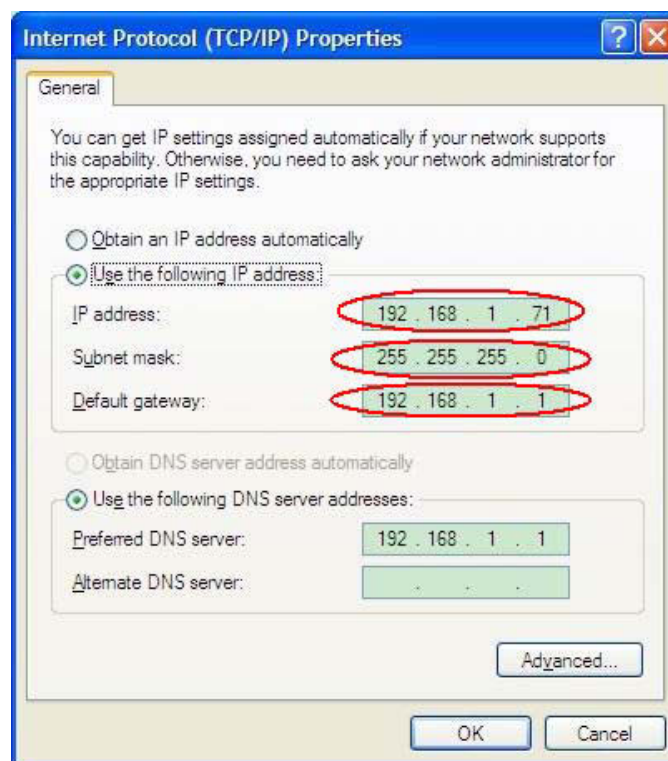 Internet Protocol (TCP/IP) Properties
General
You can get IP settings assigned automatically if your network supports
this capability. Otherwise, you need to ask your network administrator for
the appropriate IP settings.
Obtain an IP address automatically
Use the following IP address:
IP address: 192 . 168 . 1 . 71
Subnet mask: 255 . 255 . 255 . 0
Default gateway: 192 . 168 . 1 . 1
Obtain DNS server address automatically
Use the following DNS server addresses:
Preferred DNS server: 192 . 168 . 1 . 1
Alternate DNS server: . . .
Advanced...
OK Cancel